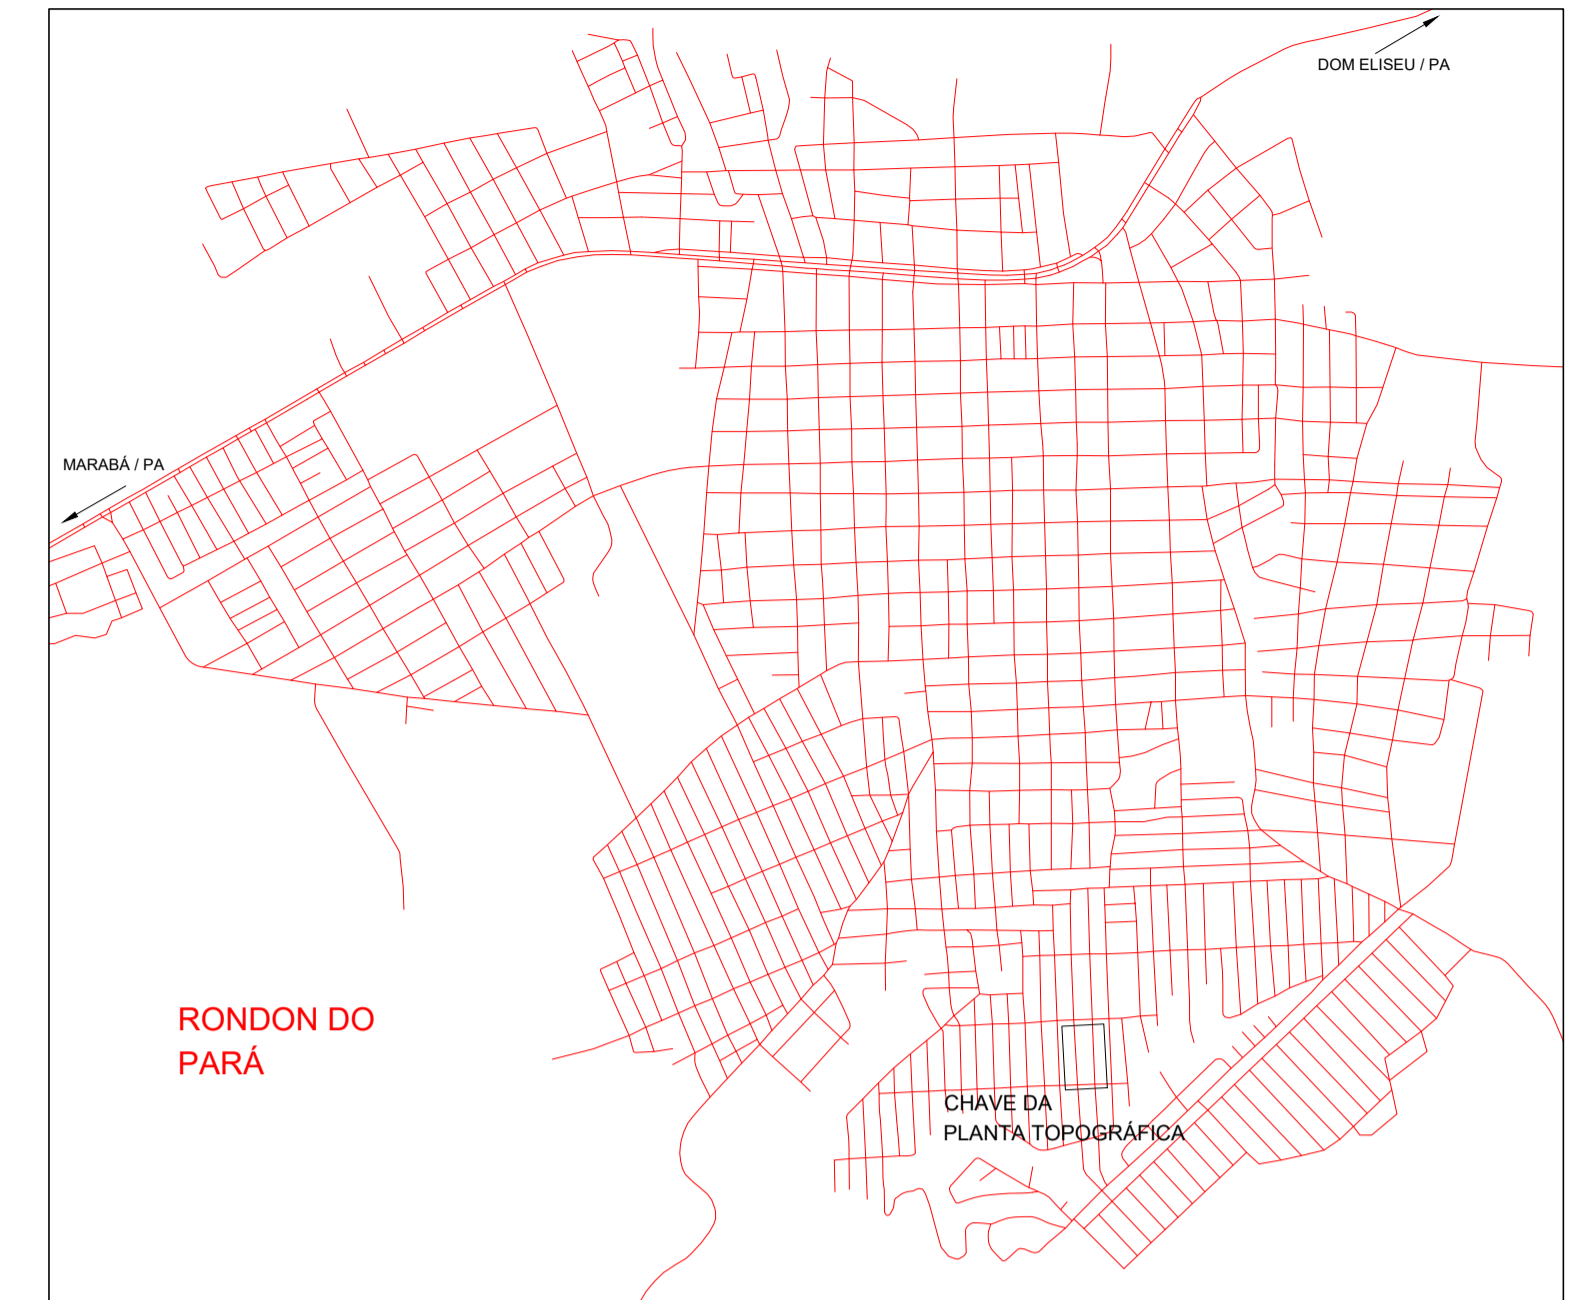 DOM ELISEU / PA
MARABÁ / PA
RONDON DO
PARÁ
CHAVE DA
PLANTA TOPOGRÁFICA